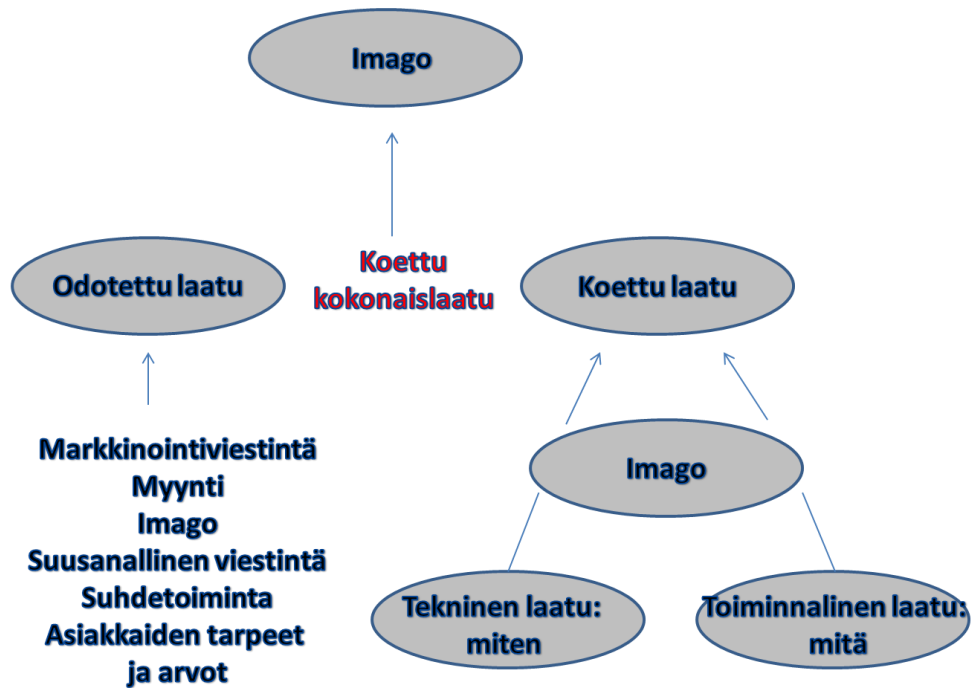 Imago
Odotettu laatu
Koettu
kokonaislaatu
Koettu laatu
Markkinointiviestintä
Myynti
Imago
Suusanallinen viestintä
Suhdetoiminta
Asiakkaiden tarpeet
ja arvot
Imago
Tekninen laatu:
miten
Toiminnalinen laatu:
mitä